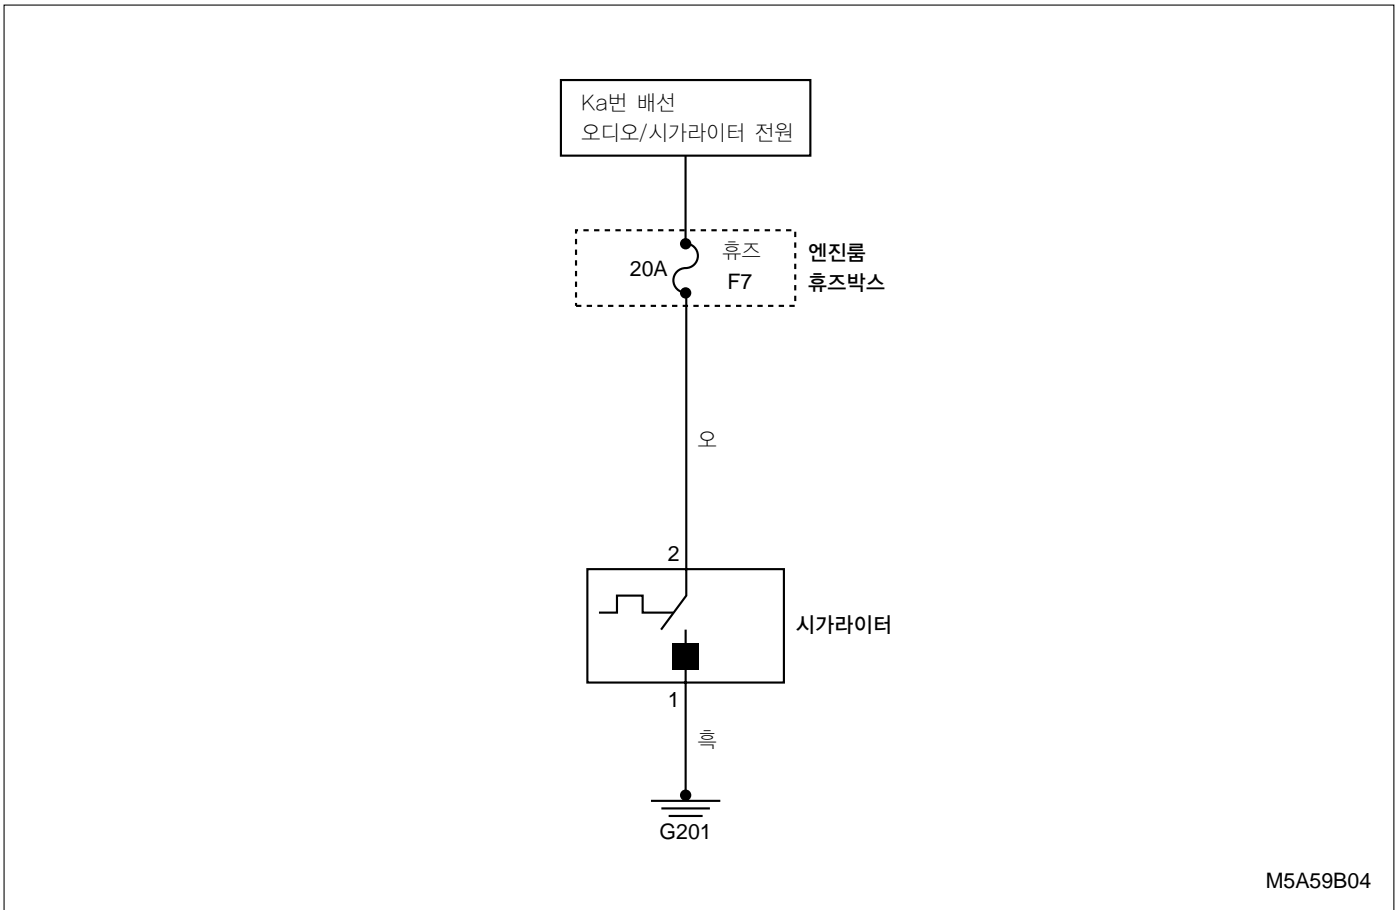 Ka번 배선
오디오/시가라이터 전원
20A
휴즈
F7
엔진룸
휴즈박스
오
2
시가라이터
1
흑
G201
M5A59B04